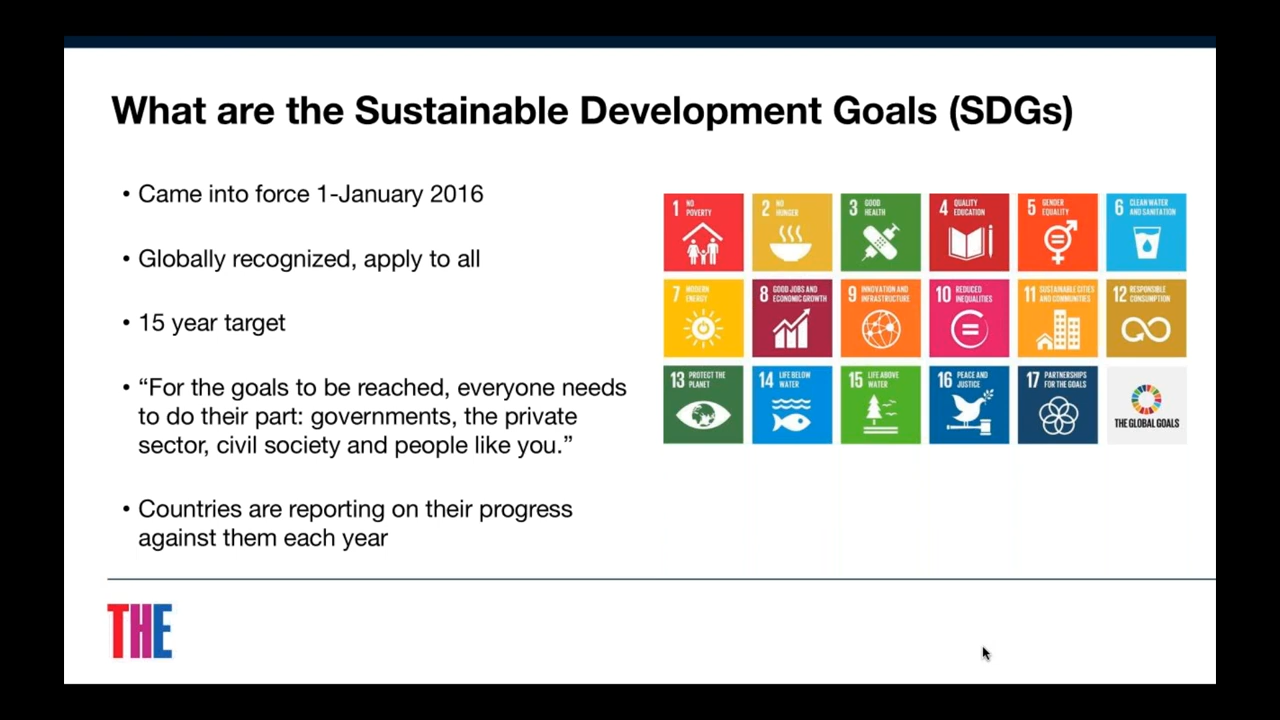 What are the Sustainable Development Goals (SDGs)
• Came into force 1-January 2016
• Globally recognized, apply to all
• 15 year target
• “For the goals to be reached, everyone needs
to do their part: governments, the private
sector, civil society and people like you.”
• Countries are reporting on their progress
against them each year
1 NO
POVERTY
2 NO
HUNGER
3 GOOD
HEALTH
4 QUALITY
EDUCATION
5 GENDER
EQUALITY
6 CLEAN WATER
AND SANITATION
7 MODERN
ENERGY
8 GOOD JOBS AND
ECONOMIC GROWTH
9 INNOVATION AND
INFRASTRUCTURE
10 REDUCED
INEQUALITIES
11 SUSTAINABLE CITIES
AND COMMUNITIES
12 RESPONSIBLE
CONSUMPTION
13 PROTECT THE
PLANET
14 LIFE BELOW
WATER
15 LIFE ABOVE
WATER
16 PEACE AND
JUSTICE
17 PARTNERSHIPS
FOR THE GOALS
THE GLOBAL GOALS
THE